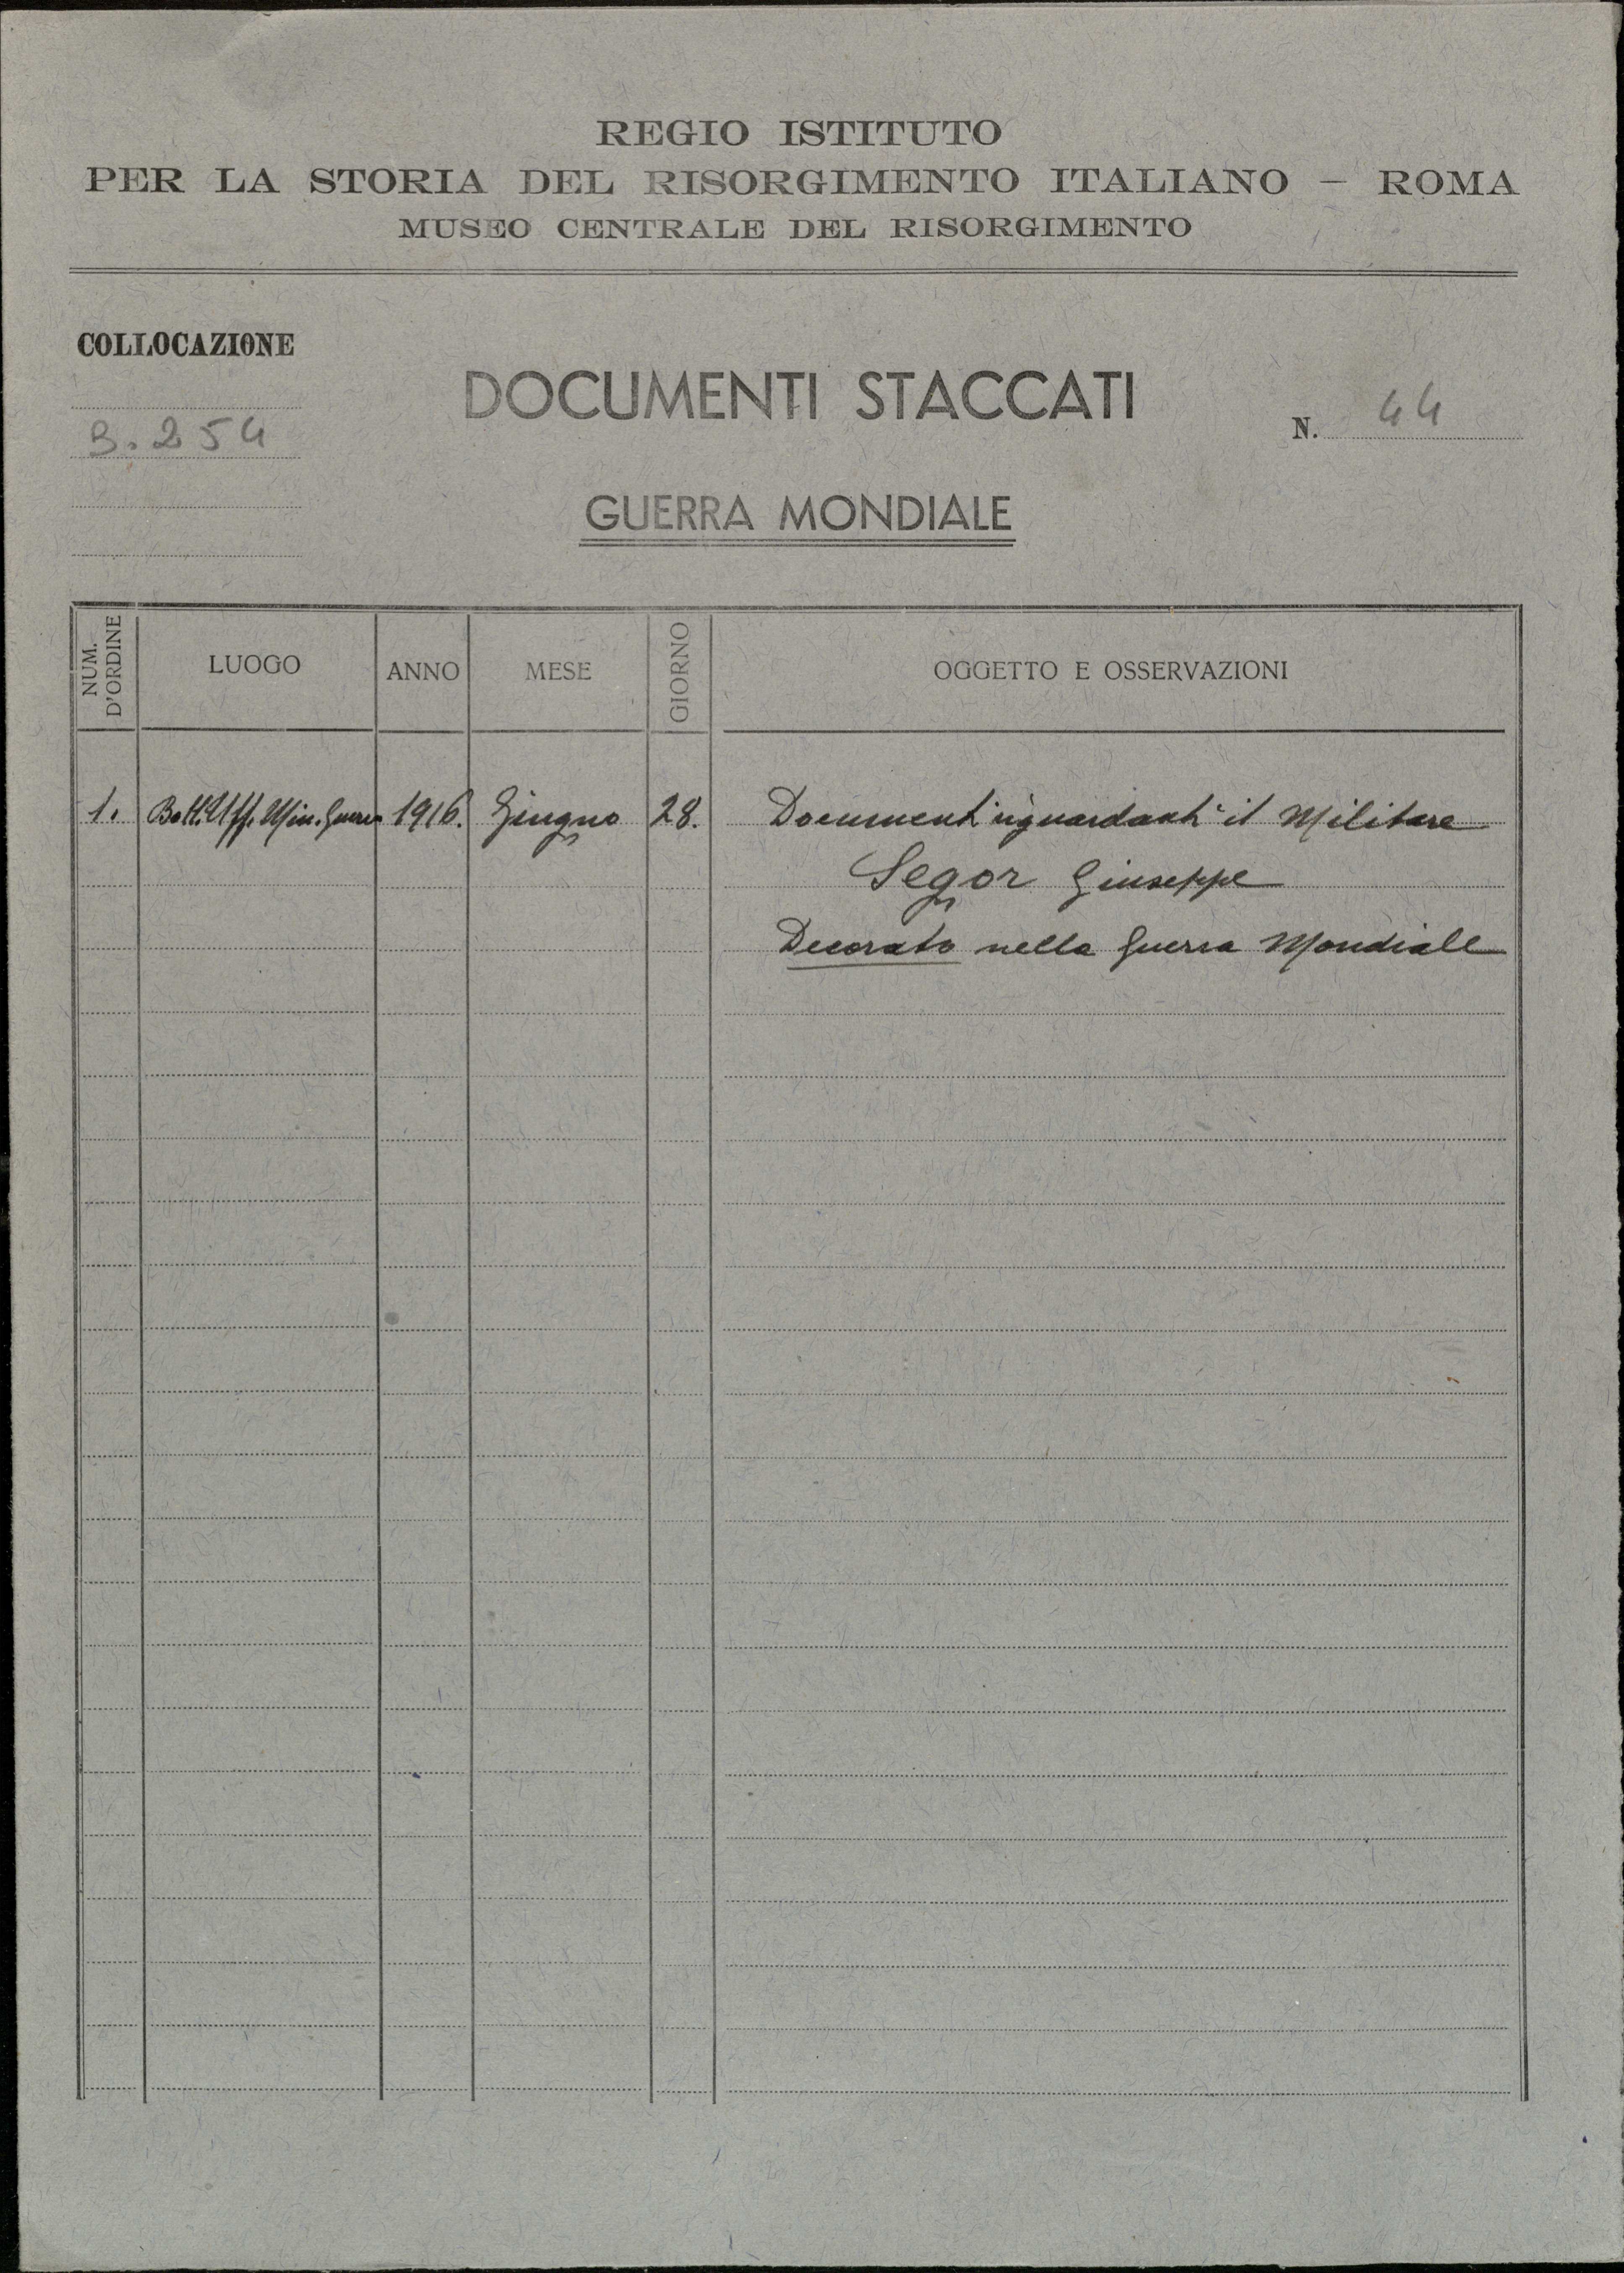 REGIO ISTITUTO
PER LA STORIA DEL RISORGIMENTO ITALIANO – ROMA
MUSEO CENTRALE DEL RISORGIMENTO
COLLOCAZIONE
DOCUMENTI STACCATI
N. 44
B. 254
GUERRA MONDIALE
NUM. D'ORDINE LUOGO ANNO MESE GIORNO OGGETTO E OSSERVAZIONI
1. Boll. Uff. Min. Guerra 1916. Giugno 28. Documenti riguardanti il Militare
Segor Giuseppe
Decorato nella Guerra Mondiale